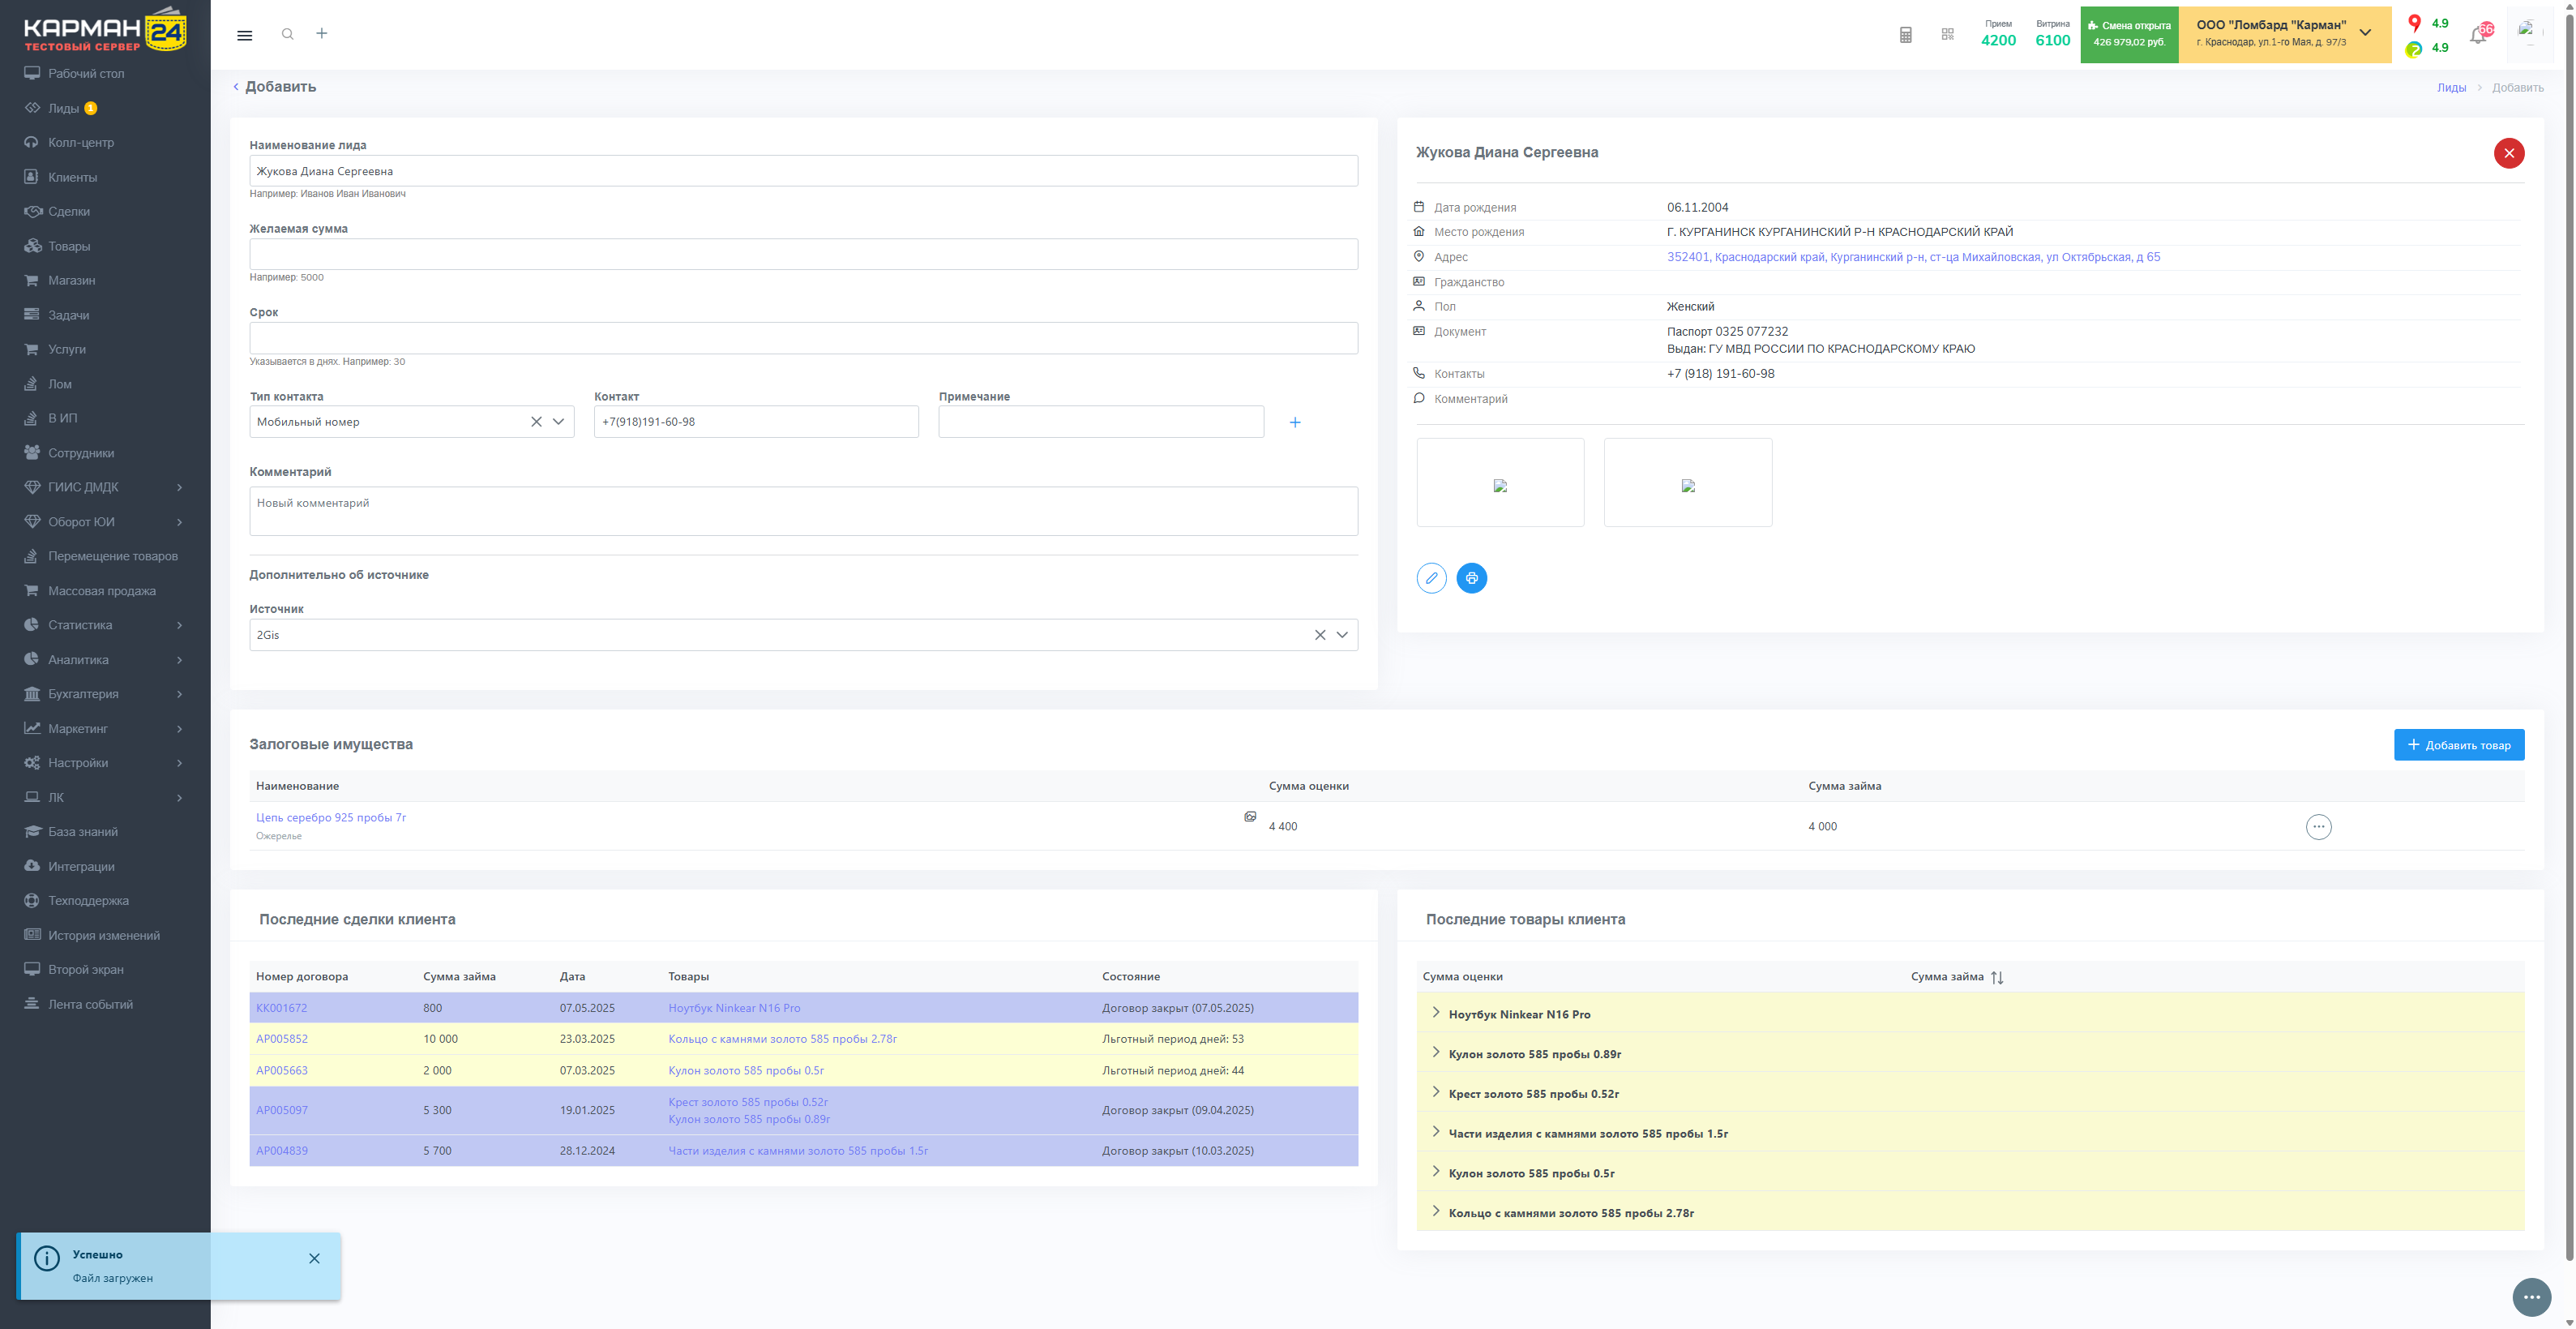 КАРМАН 24
ТЕСТОВЫЙ СЕРВЕР
Рабочий стол
Лиды 1
Колл-центр
Клиенты
Сделки
Товары
Магазин
Задачи
Услуги
Лом
В ИП
Сотрудники
ГИИС ДМДК
Оборот ЮИ
Перемещение товаров
Массовая продажа
Статистика
Аналитика
Бухгалтерия
Маркетинг
Настройки
ЛК
База знаний
Интеграции
Техподдержка
История изменений
Второй экран
Лента событий
Прием
4200
Витрина
6100
Смена открыта
426 979,02 руб.
ООО "Ломбард "Карман"
г. Краснодар, ул.1-го Мая, д. 97/3
4.9
4.9
Добавить
Лиды > Добавить
Наименование лида
Жукова Диана Сергеевна
Например: Иванов Иван Иванович
Желаемая сумма
Например: 5000
Срок
Указывается в днях. Например: 30
Тип контакта Контакт Примечание
Мобильный номер +7(918)191-60-98
Комментарий
Новый комментарий
Дополнительно об источнике
Источник
2Gis
Жукова Диана Сергеевна
Дата рождения 06.11.2004
Место рождения Г. КУРГАНИНСК КУРГАНИНСКИЙ Р-Н КРАСНОДАРСКИЙ КРАЙ
Адрес 352401, Краснодарский край, Курганинский р-н, ст-ца Михайловская, ул Октябрьская, д 65
Гражданство
Пол Женский
Документ Паспорт 0325 077232
Выдан: ГУ МВД РОССИИ ПО КРАСНОДАРСКОМУ КРАЮ
Контакты +7 (918) 191-60-98
Комментарий
Залоговые имущества
Добавить товар
Наименование Сумма оценки Сумма займа
Цепь серебро 925 пробы 7г 4 400 4 000
Ожерелье
Последние сделки клиента
Номер договора Сумма займа Дата Товары Состояние
КК001672 800 07.05.2025 Ноутбук Ninkear N16 Pro Договор закрыт (07.05.2025)
АР005852 10 000 23.03.2025 Кольцо с камнями золото 585 пробы 2.78г Льготный период дней: 53
АР005663 2 000 07.03.2025 Кулон золото 585 пробы 0.5г Льготный период дней: 44
АР005097 5 300 19.01.2025 Крест золото 585 пробы 0.52г Договор закрыт (09.04.2025)
Кулон золото 585 пробы 0.89г
АР004839 5 700 28.12.2024 Части изделия с камнями золото 585 пробы 1.5г Договор закрыт (10.03.2025)
Последние товары клиента
Сумма оценки Сумма займа
Ноутбук Ninkear N16 Pro
Кулон золото 585 пробы 0.89г
Крест золото 585 пробы 0.52г
Части изделия с камнями золото 585 пробы 1.5г
Кулон золото 585 пробы 0.5г
Кольцо с камнями золото 585 пробы 2.78г
Успешно
Файл загружен